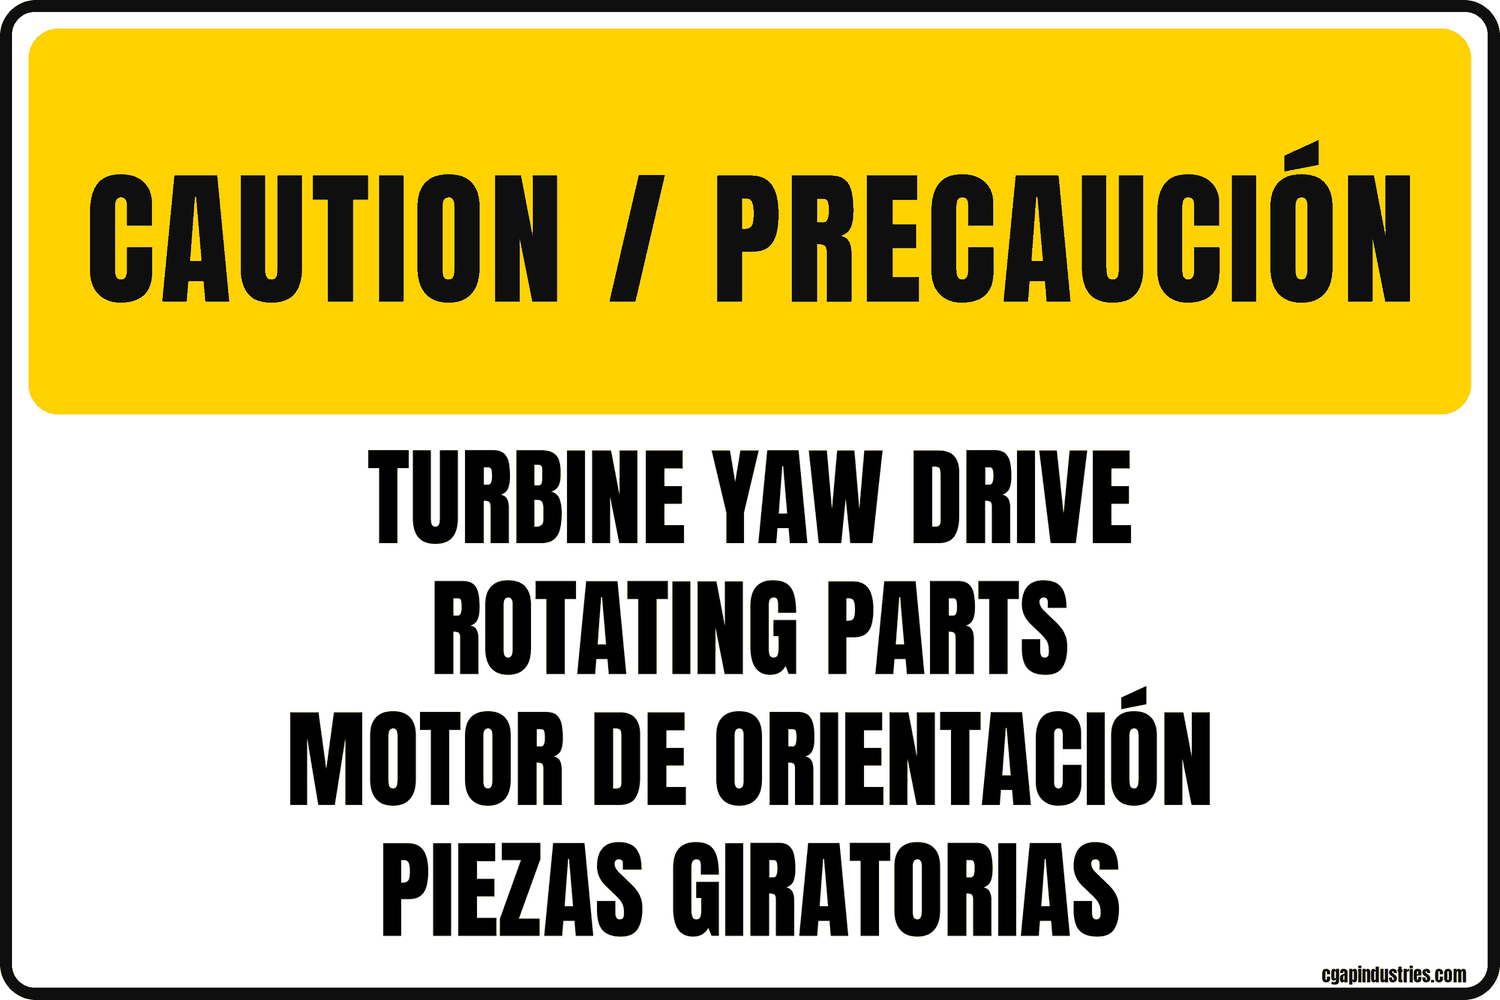 CAUTION / PRECAUCIÓN
TURBINE YAW DRIVE
ROTATING PARTS
MOTOR DE ORIENTACIÓN
PIEZAS GIRATORIAS
cgapindustries.com